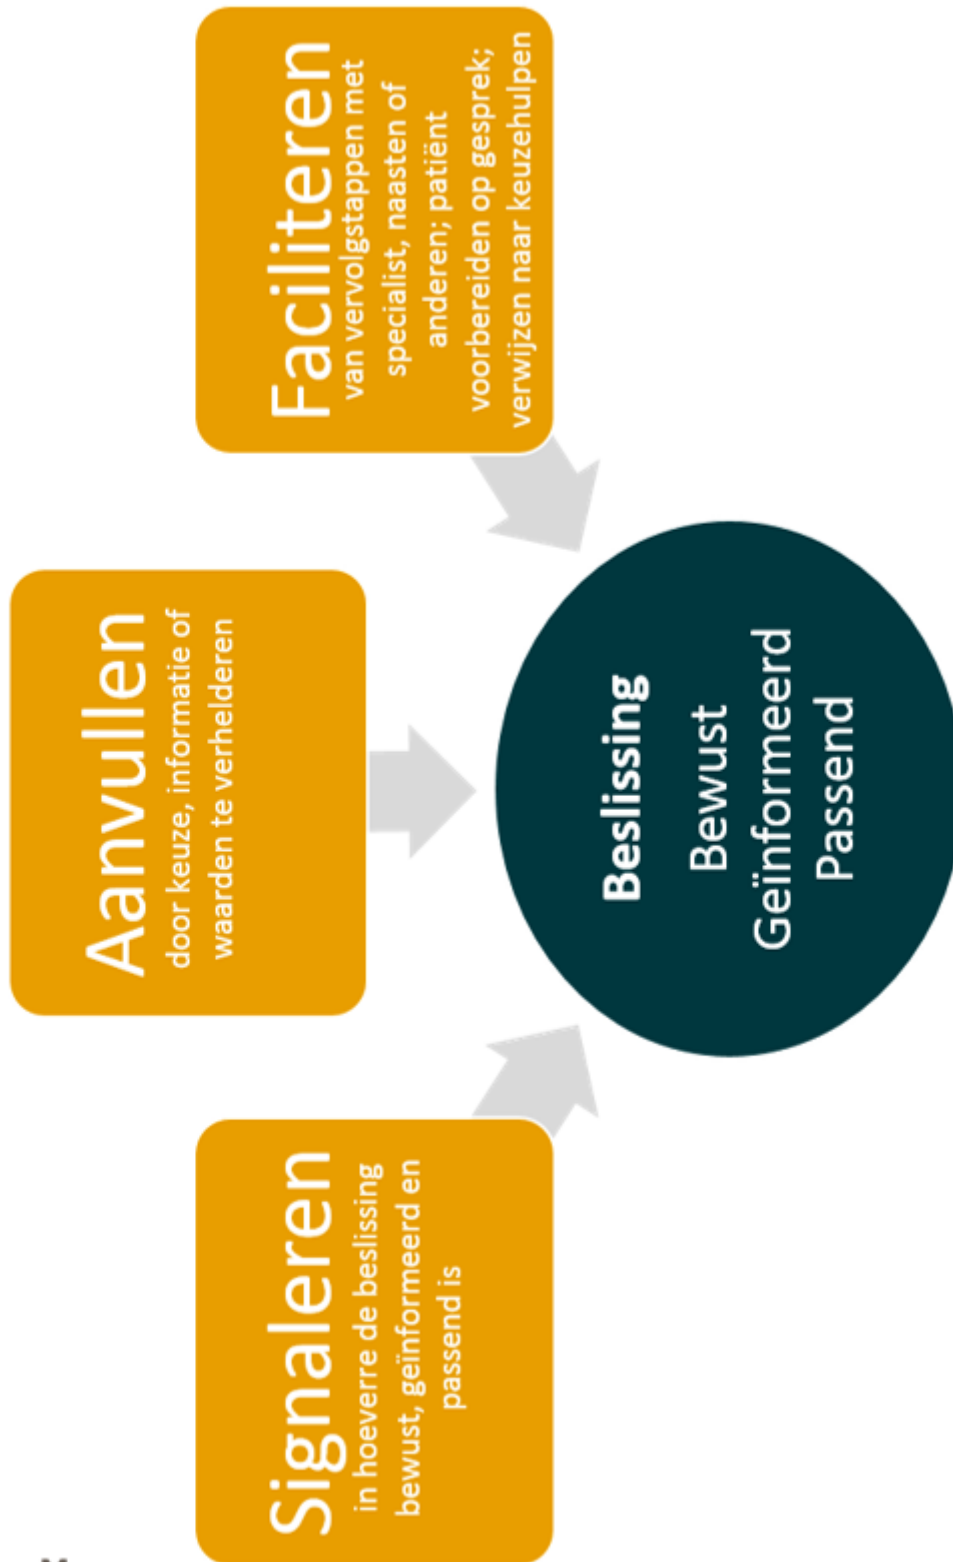 Signaleren
in hoeverre de beslissing
bewust, geïnformeerd en
passend is
Aanvullen
door keuze, informatie of
waarden te verhelderen
Faciliteren
van vervolgstappen met
specialist, naasten of
anderen; patiënt
voorbereiden op gesprek;
verwijzen naar keuzehulpen
Beslissing
Bewust
Geïnformeerd
Passend